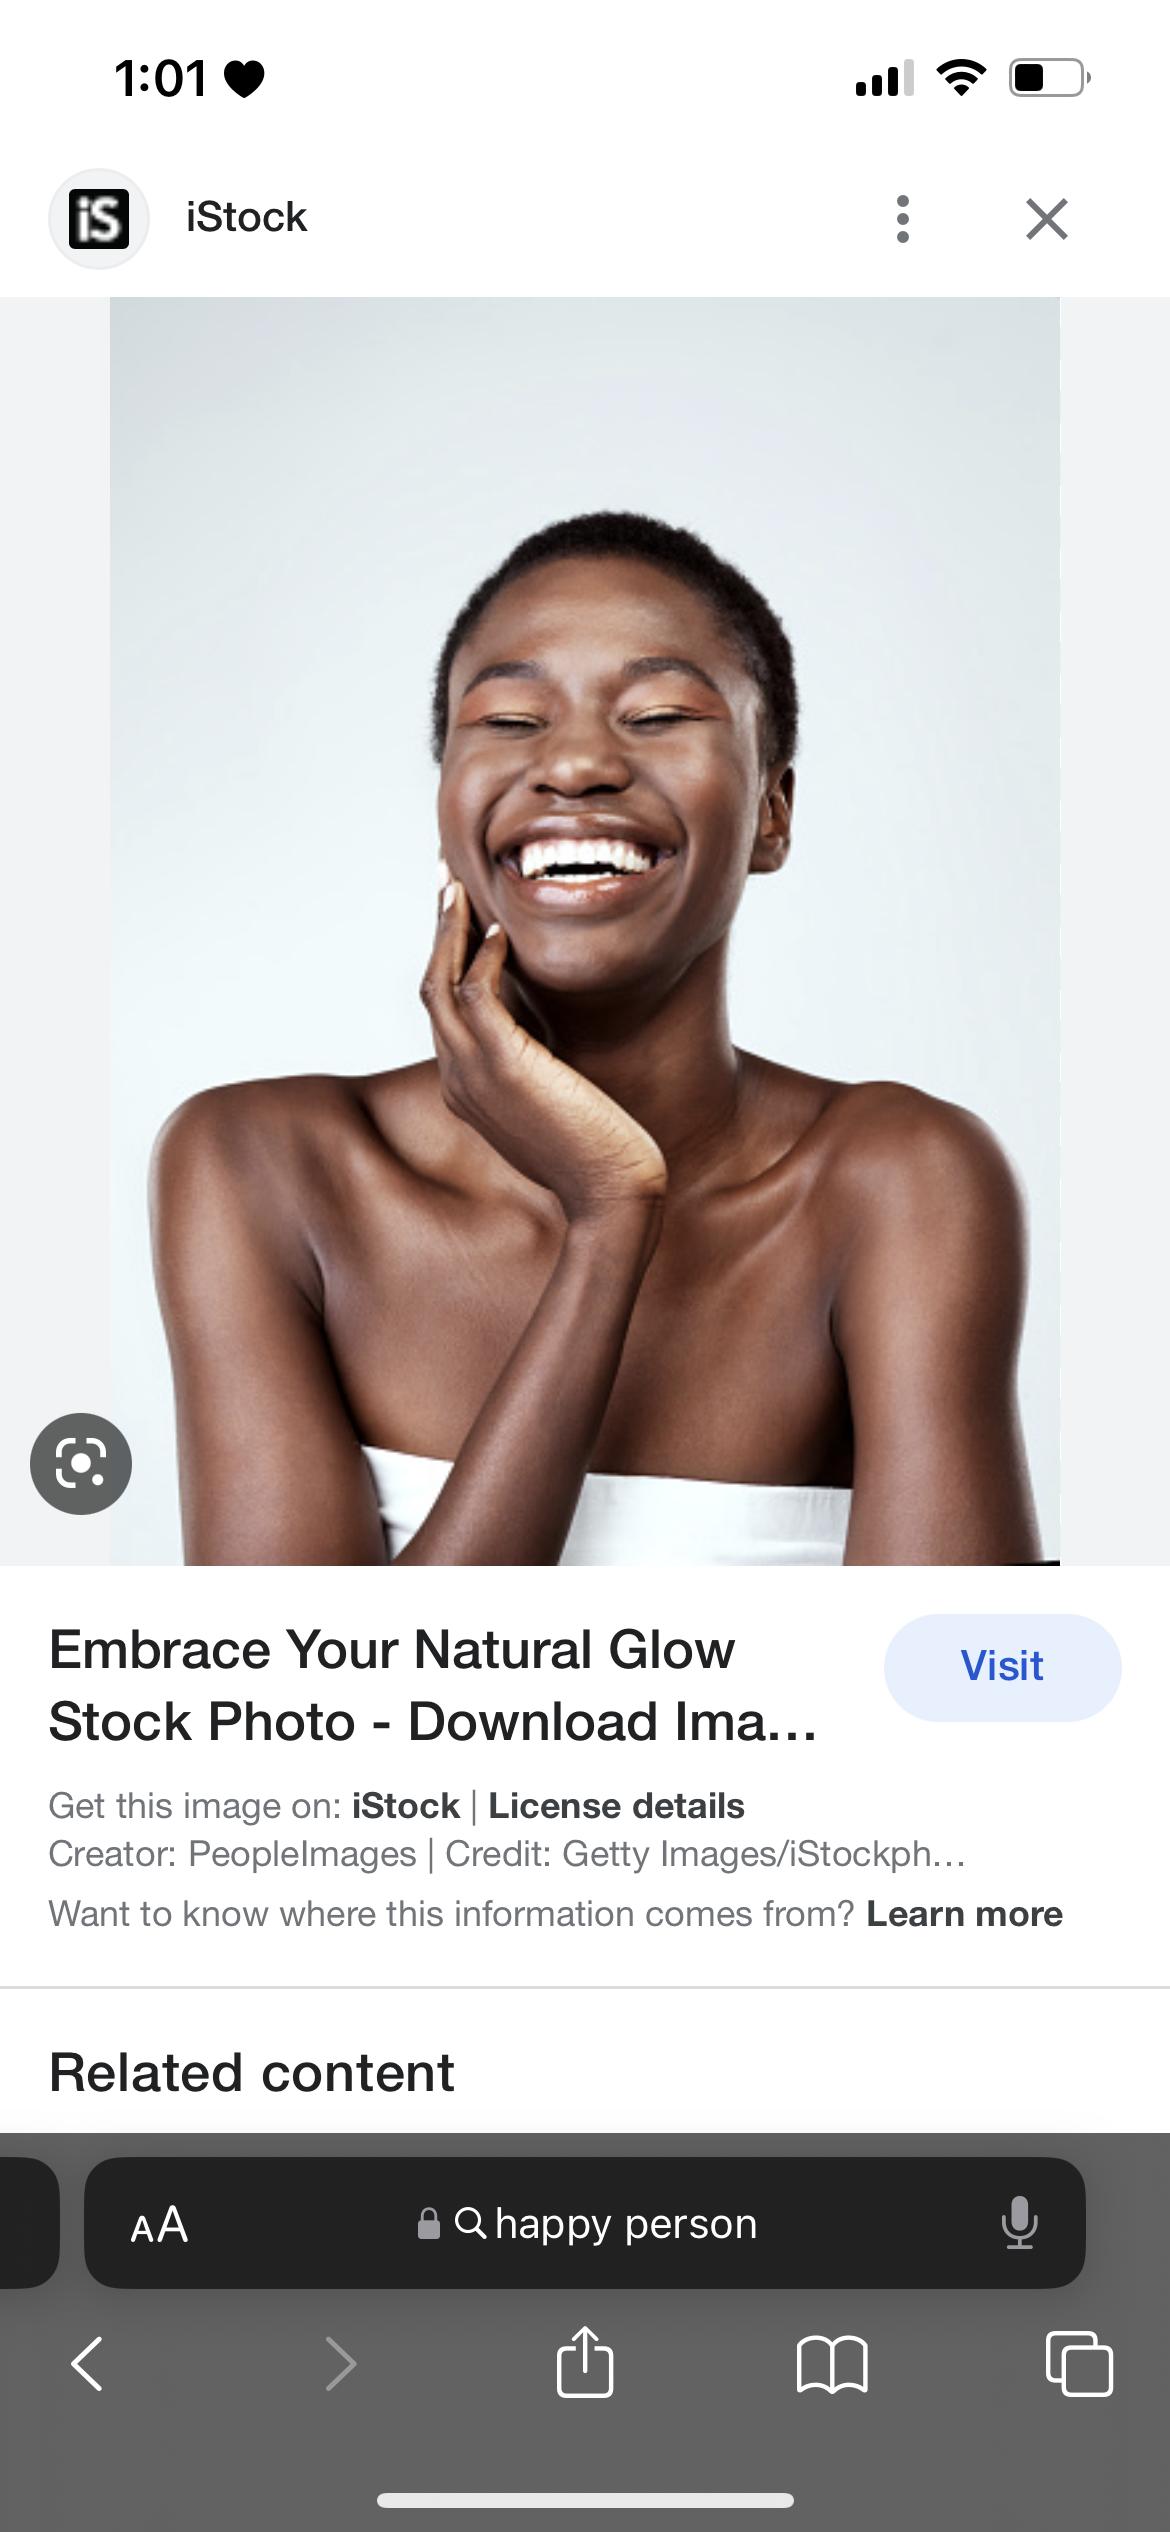 1:01
iS
iStock
Embrace Your Natural Glow
Stock Photo - Download Ima...
Visit
Get this image on: iStock | License details
Creator: PeopleImages | Credit: Getty Images/iStockph...
Want to know where this information comes from? Learn more
Related content
AA
happy person